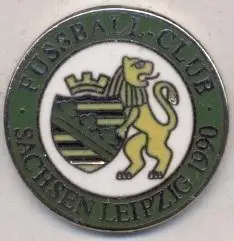 · FUSSBALL-CLUB ·
SACHSEN LEIPZIG 1990